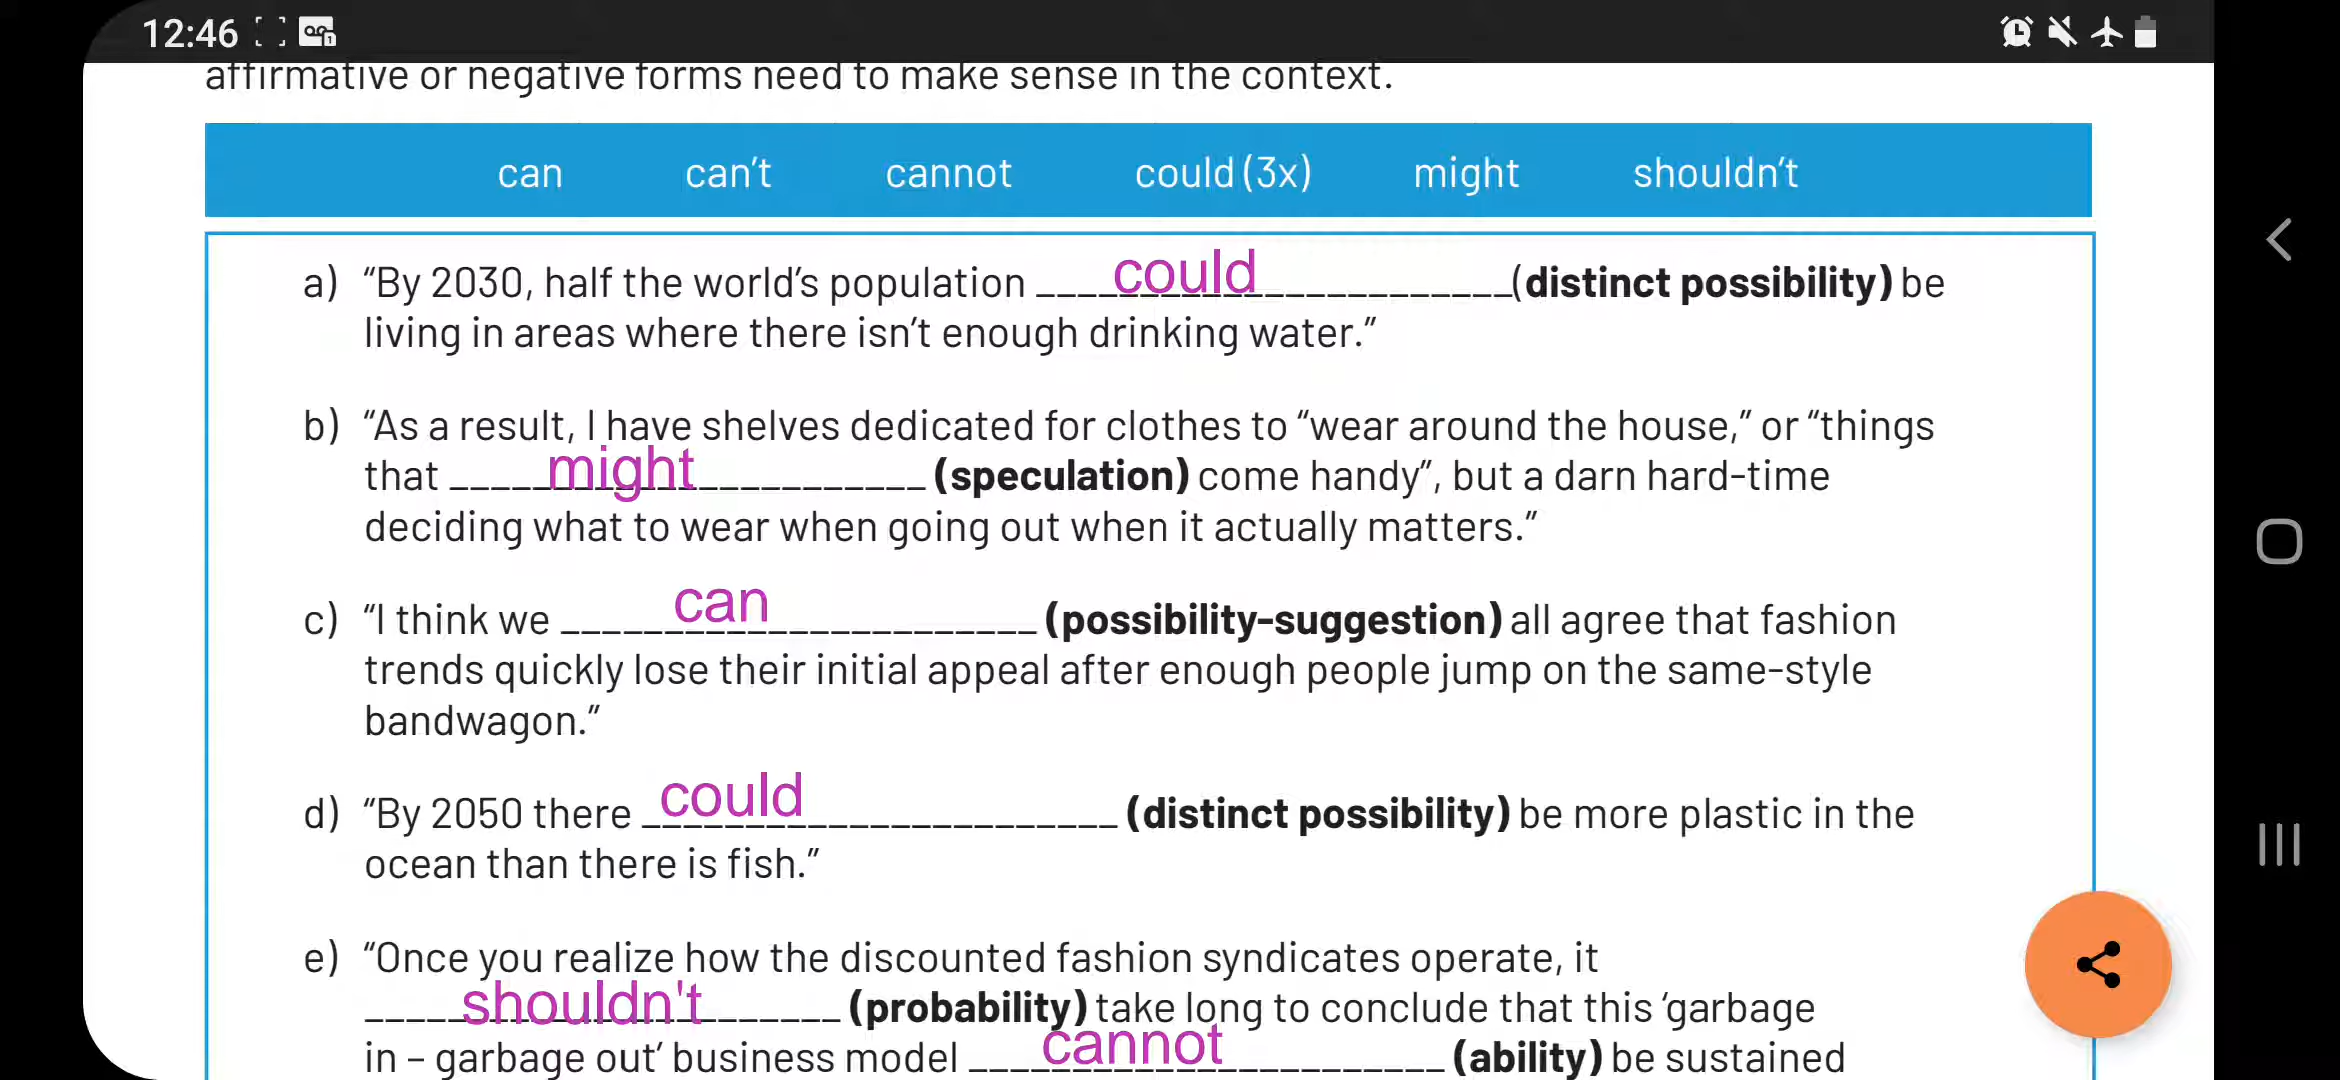 12:46
affirmative or negative forms need to make sense in the context.
can can't cannot could (3x) might shouldn't
a) “By 2030, half the world's population could (distinct possibility) be
living in areas where there isn't enough drinking water.”
b) “As a result, I have shelves dedicated for clothes to “wear around the house,” or “things
that might (speculation) come handy”, but a darn hard-time
deciding what to wear when going out when it actually matters.”
c) “I think we can (possibility-suggestion) all agree that fashion
trends quickly lose their initial appeal after enough people jump on the same-style
bandwagon.”
d) “By 2050 there could (distinct possibility) be more plastic in the
ocean than there is fish.”
e) “Once you realize how the discounted fashion syndicates operate, it
shouldn't (probability) take long to conclude that this ‘garbage
in – garbage out’ business model cannot (ability) be sustained